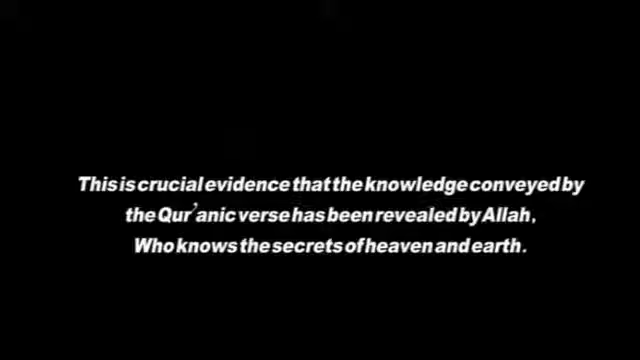 This is crucial evidence that the knowledge conveyed by
the Qur'anic verse has been revealed by Allah,
Who knows the secrets of heaven and earth.